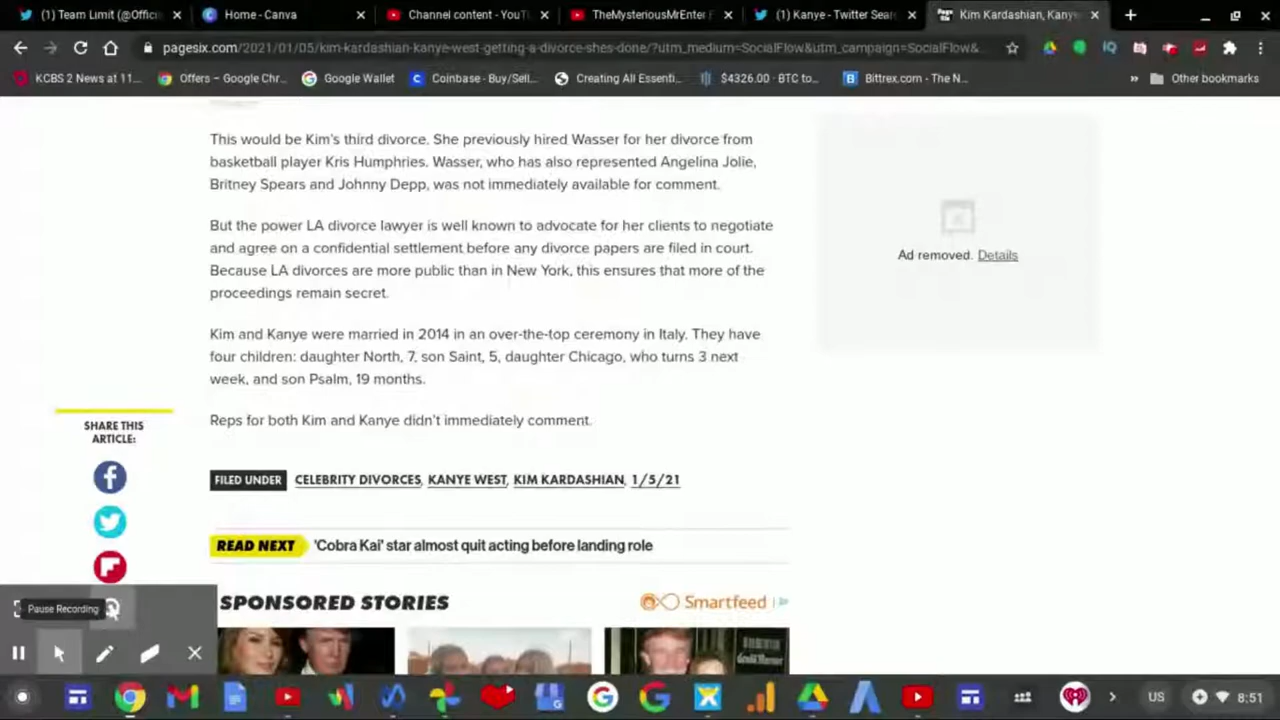 (1) Team Limit (@Offici
Home - Canva
Channel content - YouT
TheMysteriousMrEnter F
(1) Kanye - Twitter Sear
Kim Kardashian, Kanye
pagesix.com/2021/01/05/kim-kardashian-kanye-west-getting-a-divorce-shes-done/?utm_medium=SocialFlow&utm_campaign=SocialFlow&...
KCBS 2 News at 11...
Offers – Google Chr...
Google Wallet
Coinbase - Buy/Sell...
Creating All Essenti...
$4326.00 · BTC to...
Bittrex.com - The N...
»
Other bookmarks
This would be Kim's third divorce. She previously hired Wasser for her divorce from
basketball player Kris Humphries. Wasser, who has also represented Angelina Jolie,
Britney Spears and Johnny Depp, was not immediately available for comment.
But the power LA divorce lawyer is well known to advocate for her clients to negotiate
and agree on a confidential settlement before any divorce papers are filed in court.
Because LA divorces are more public than in New York, this ensures that more of the
proceedings remain secret.
Kim and Kanye were married in 2014 in an over-the-top ceremony in Italy. They have
four children: daughter North, 7, son Saint, 5, daughter Chicago, who turns 3 next
week, and son Psalm, 19 months.
Reps for both Kim and Kanye didn't immediately comment.
Ad removed. Details
SHARE THIS
ARTICLE:
FILED UNDER CELEBRITY DIVORCES, KANYE WEST, KIM KARDASHIAN, 1/5/21
READ NEXT 'Cobra Kai' star almost quit acting before landing role
SPONSORED STORIES
Smartfeed
Pause Recording
US
8:51